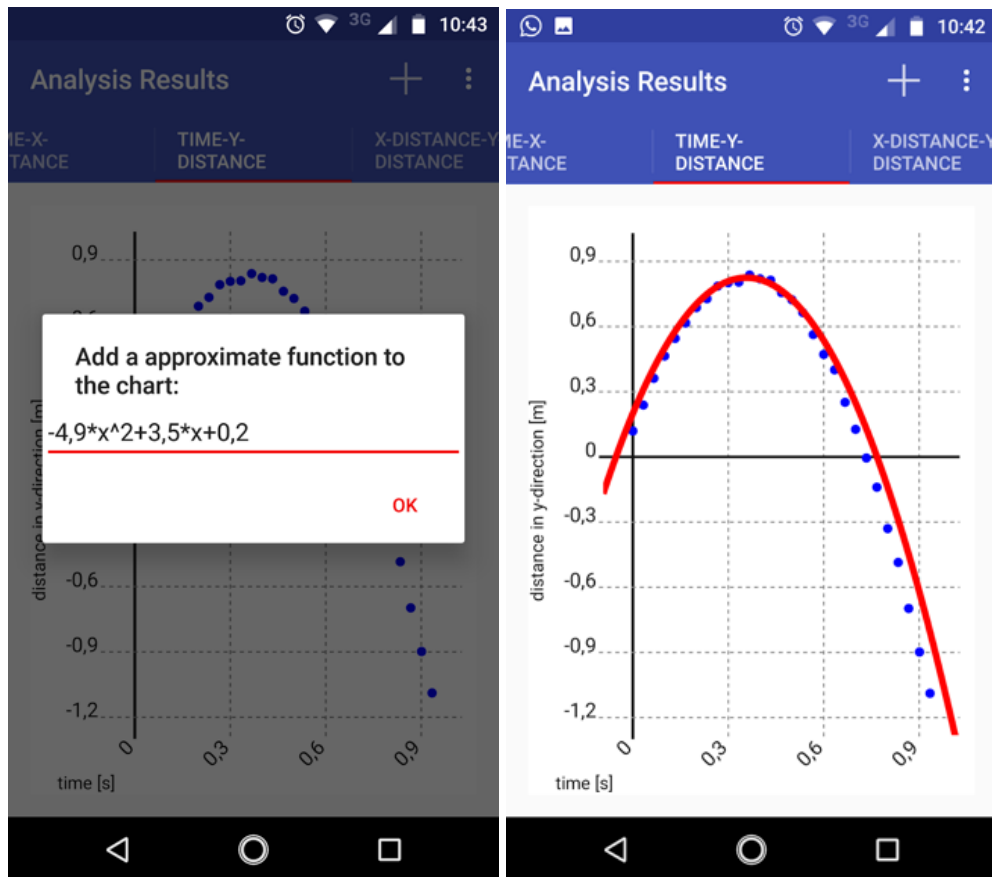 3G 10:43
Analysis Results
IE-X- TIME-Y- X-DISTANCE-Y
TANCE DISTANCE DISTANCE
0,9
Add a approximate function to
the chart:
-4,9*x^2+3,5*x+0,2
OK
distance in y-direction [m]
-0,6
-0,9
-1,2
0 0,3 0,6 0,9
time [s]
3G 10:42
Analysis Results
IE-X- TIME-Y- X-DISTANCE-Y
TANCE DISTANCE DISTANCE
0,9
0,6
0,3
0
-0,3
-0,6
-0,9
-1,2
distance in y-direction [m]
0 0,3 0,6 0,9
time [s]